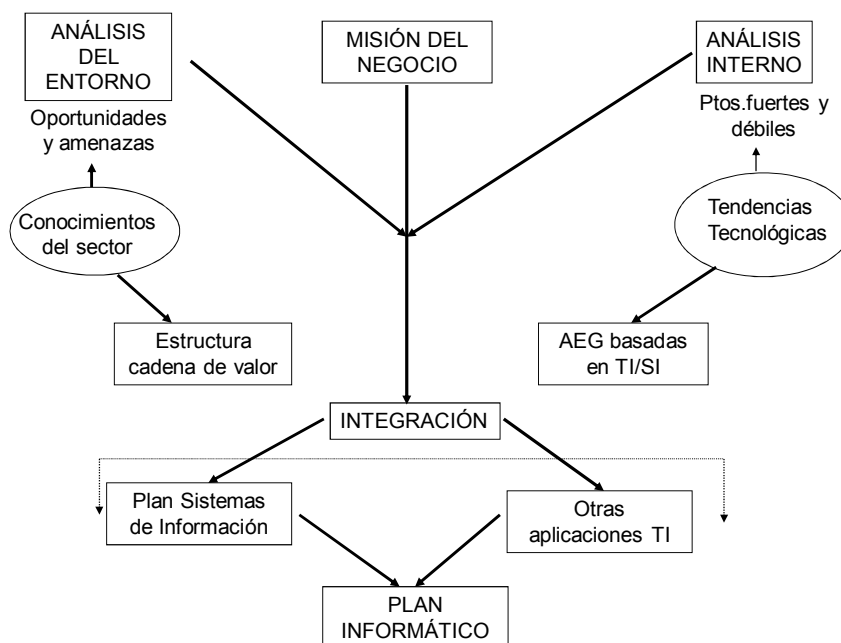 ANÁLISIS
DEL
ENTORNO
MISIÓN DEL
NEGOCIO
ANÁLISIS
INTERNO
Oportunidades
y amenazas
Ptos.fuertes y
débiles
Conocimientos
del sector
Tendencias
Tecnológicas
Estructura
cadena de valor
AEG basadas
en TI/SI
INTEGRACIÓN
Plan Sistemas
de Información
Otras
aplicaciones TI
PLAN
INFORMÁTICO